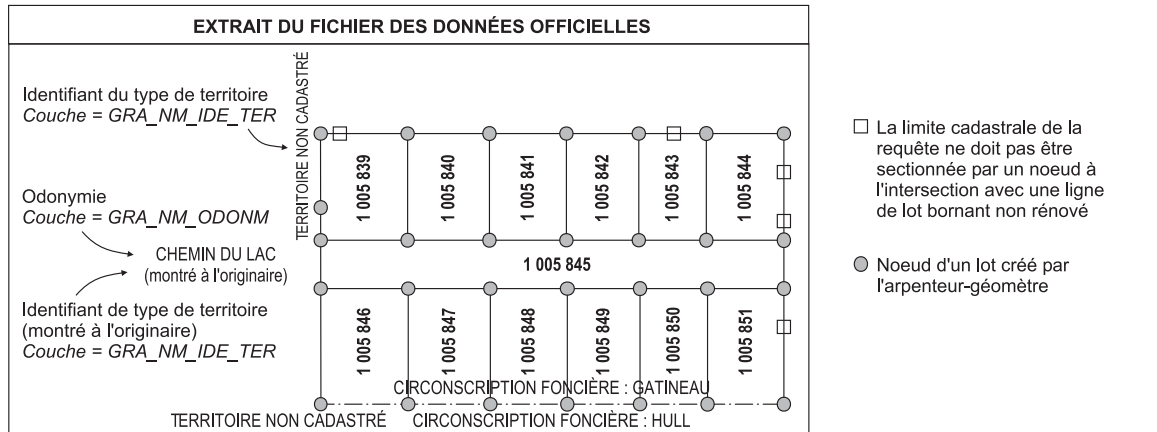 EXTRAIT DU FICHIER DES DONNÉES OFFICIELLES
Identifiant du type de territoire
Couche = GRA_NM_IDE_TER
TERRITOIRE NON CADASTRÉ
1 005 839
1 005 840
1 005 841
1 005 842
1 005 843
1 005 844
Odonymie
Couche = GRA_NM_ODONM
CHEMIN DU LAC
(montré à l'originaire)
1 005 845
Identifiant de type de territoire
(montré à l'originaire)
Couche = GRA_NM_IDE_TER
1 005 846
1 005 847
1 005 848
1 005 849
1 005 850
1 005 851
CIRCONSCRIPTION FONCIÈRE : GATINEAU
TERRITOIRE NON CADASTRÉ
CIRCONSCRIPTION FONCIÈRE : HULL
La limite cadastrale de la
requête ne doit pas être
sectionnée par un noeud à
l'intersection avec une ligne
de lot bornant non rénové
Noeud d'un lot créé par
l'arpenteur-géomètre